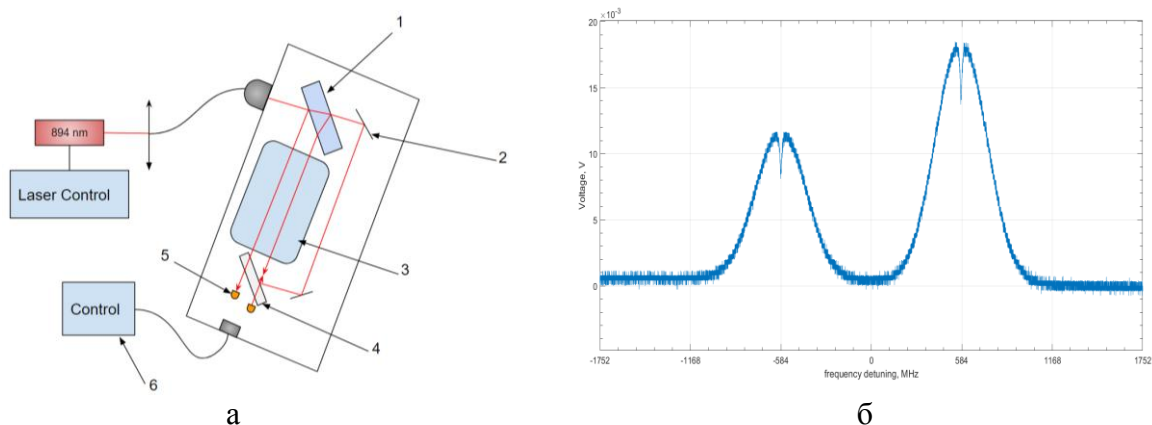 1
894 nm
2
Laser Control
3
5
Control
4
6
а
20 ×10⁻³
15
10
5
0
Voltage, V
-1752
-1168
-584
0
584
1168
1752
frequency detuning, MHz
б